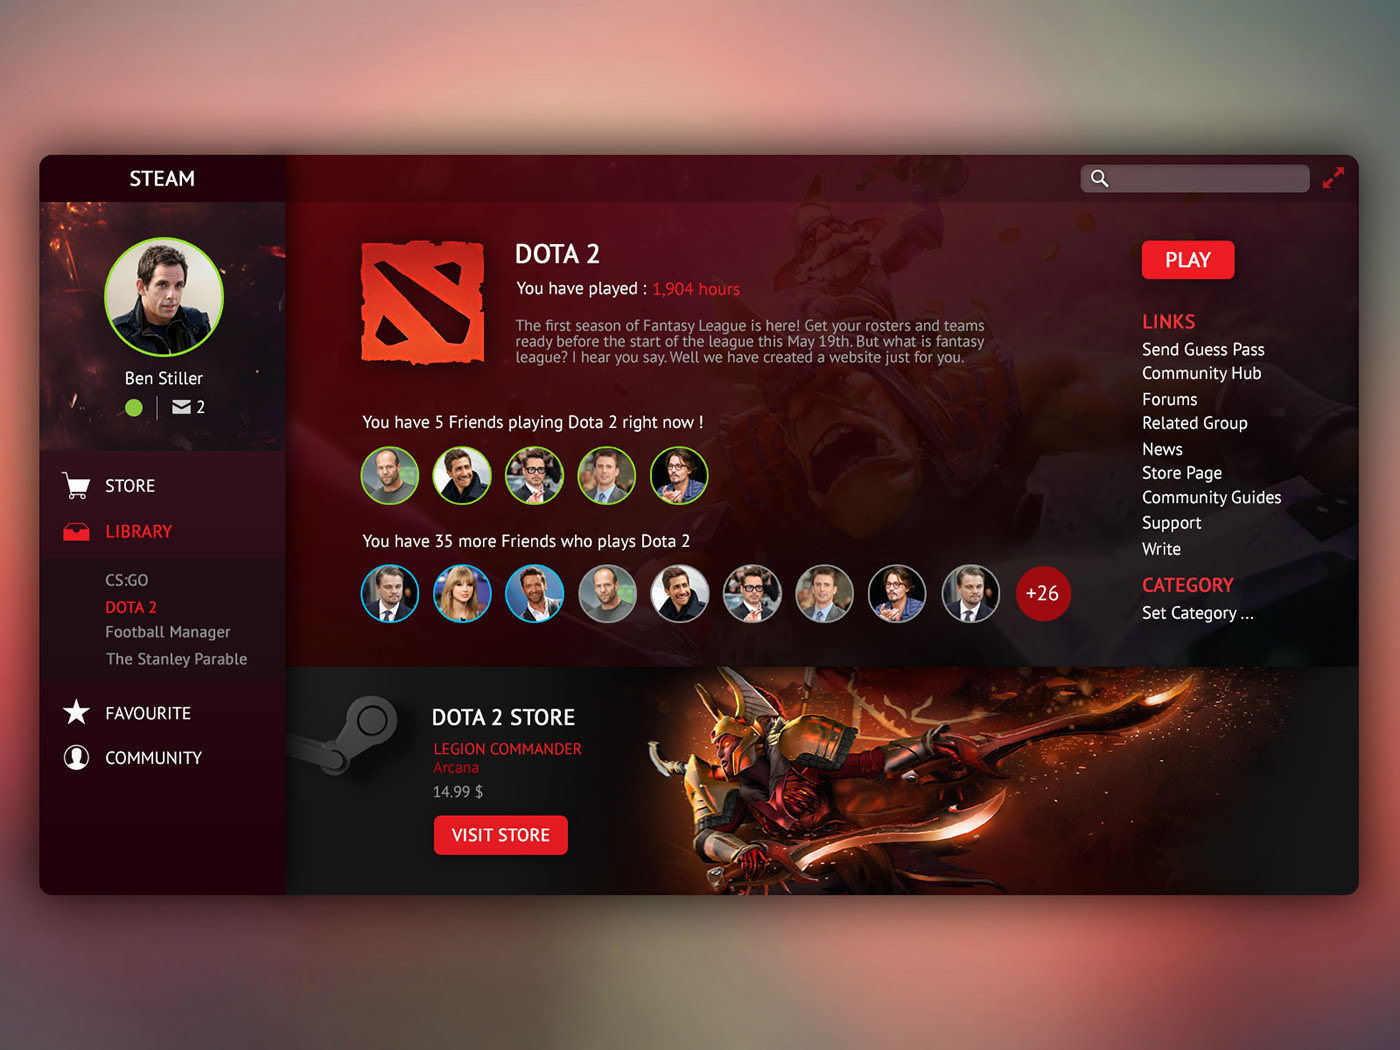 STEAM
Ben Stiller
2
STORE
LIBRARY
CS:GO
DOTA 2
Football Manager
The Stanley Parable
FAVOURITE
COMMUNITY
DOTA 2
You have played : 1,904 hours
The first season of Fantasy League is here! Get your rosters and teams
ready before the start of the league this May 19th. But what is fantasy
league? I hear you say. Well we have created a website just for you.
You have 5 Friends playing Dota 2 right now !
You have 35 more Friends who plays Dota 2
+26
PLAY
LINKS
Send Guess Pass
Community Hub
Forums
Related Group
News
Store Page
Community Guides
Support
Write
CATEGORY
Set Category ...
DOTA 2 STORE
LEGION COMMANDER
Arcana
14.99 $
VISIT STORE